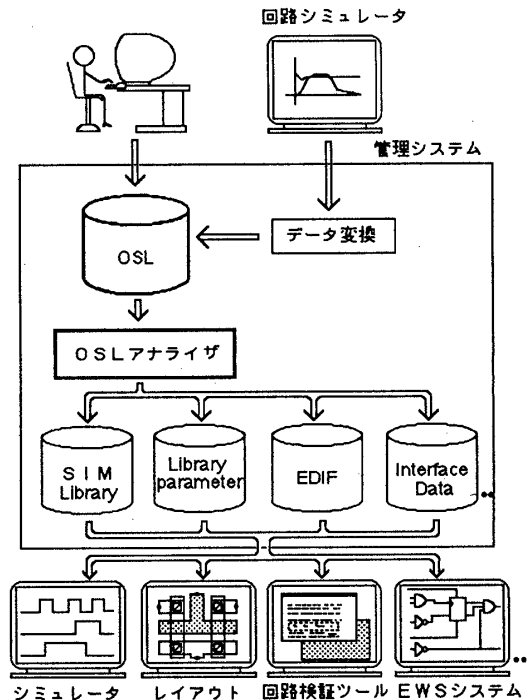 回路シミュレータ
管理システム
データ変換
OSL
ＯＳＬアナライザ
ＳＩＭ
Library
Library
parameter
EDIF
Interface
Data
シミュレータ
レイアウト
回路検証ツール
ＥＷＳシステム